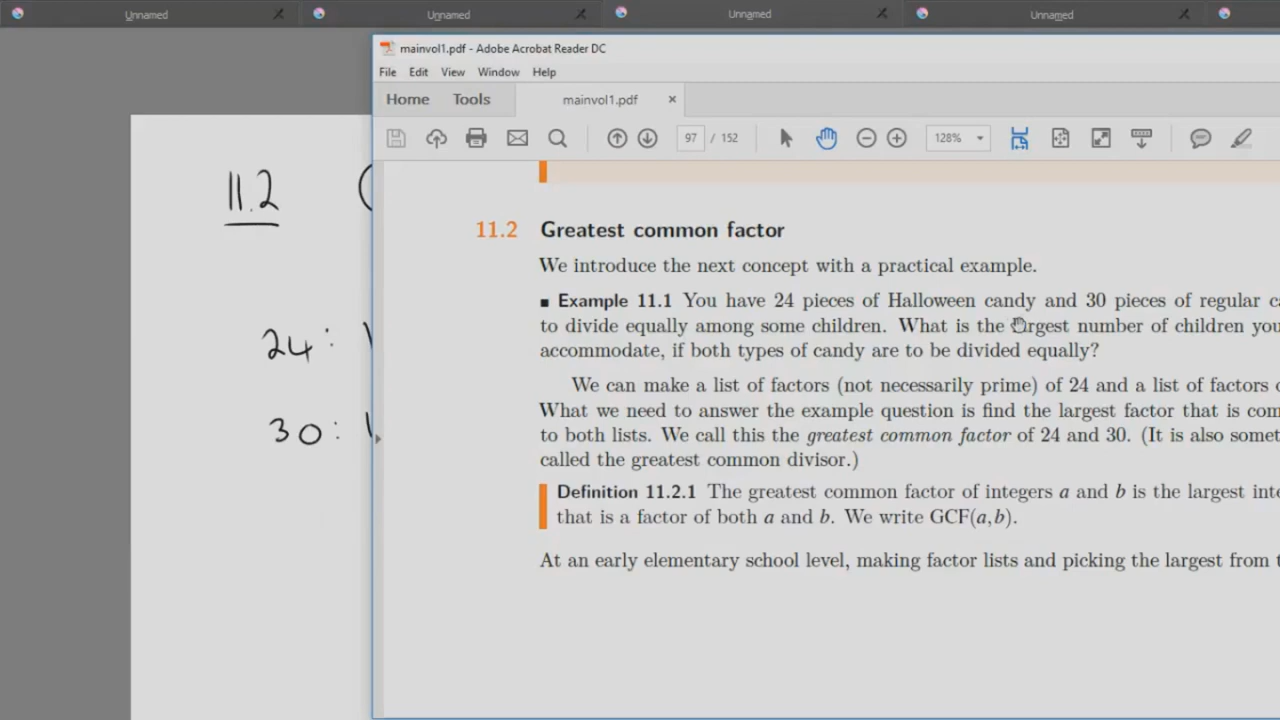 Unnamed Unnamed Unnamed Unnamed
mainvol1.pdf - Adobe Acrobat Reader DC
File Edit View Window Help
Home Tools mainvol1.pdf ×
97 / 152 128%
11.2
24:
30:
11.2 Greatest common factor
We introduce the next concept with a practical example.
■ Example 11.1 You have 24 pieces of Halloween candy and 30 pieces of regular
to divide equally among some children. What is the largest number of children you
accommodate, if both types of candy are to be divided equally?
We can make a list of factors (not necessarily prime) of 24 and a list of factors
What we need to answer the example question is find the largest factor that is
to both lists. We call this the greatest common factor of 24 and 30. (It is also
called the greatest common divisor.)
Definition 11.2.1 The greatest common factor of integers a and b is the largest
that is a factor of both a and b. We write GCF(a,b).
At an early elementary school level, making factor lists and picking the largest from